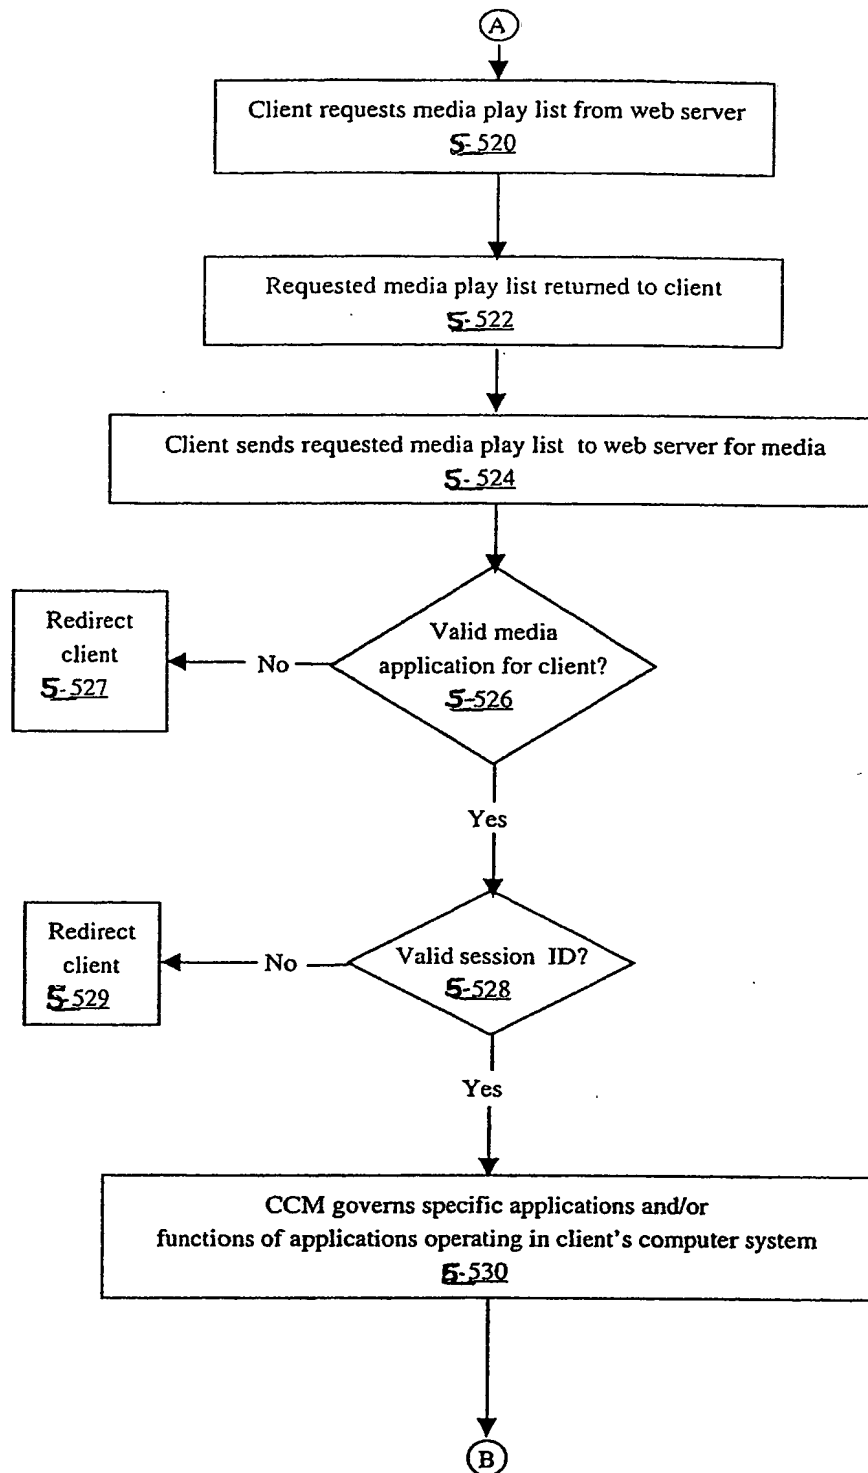 A
Client requests media play list from web server
5-520
Requested media play list returned to client
5-522
Client sends requested media play list to web server for media
5-524
Valid media
application for client?
5-526
No
Redirect
client
5-527
Yes
Valid session ID?
5-528
No
Redirect
client
5-529
Yes
CCM governs specific applications and/or
functions of applications operating in client's computer system
5-530
B